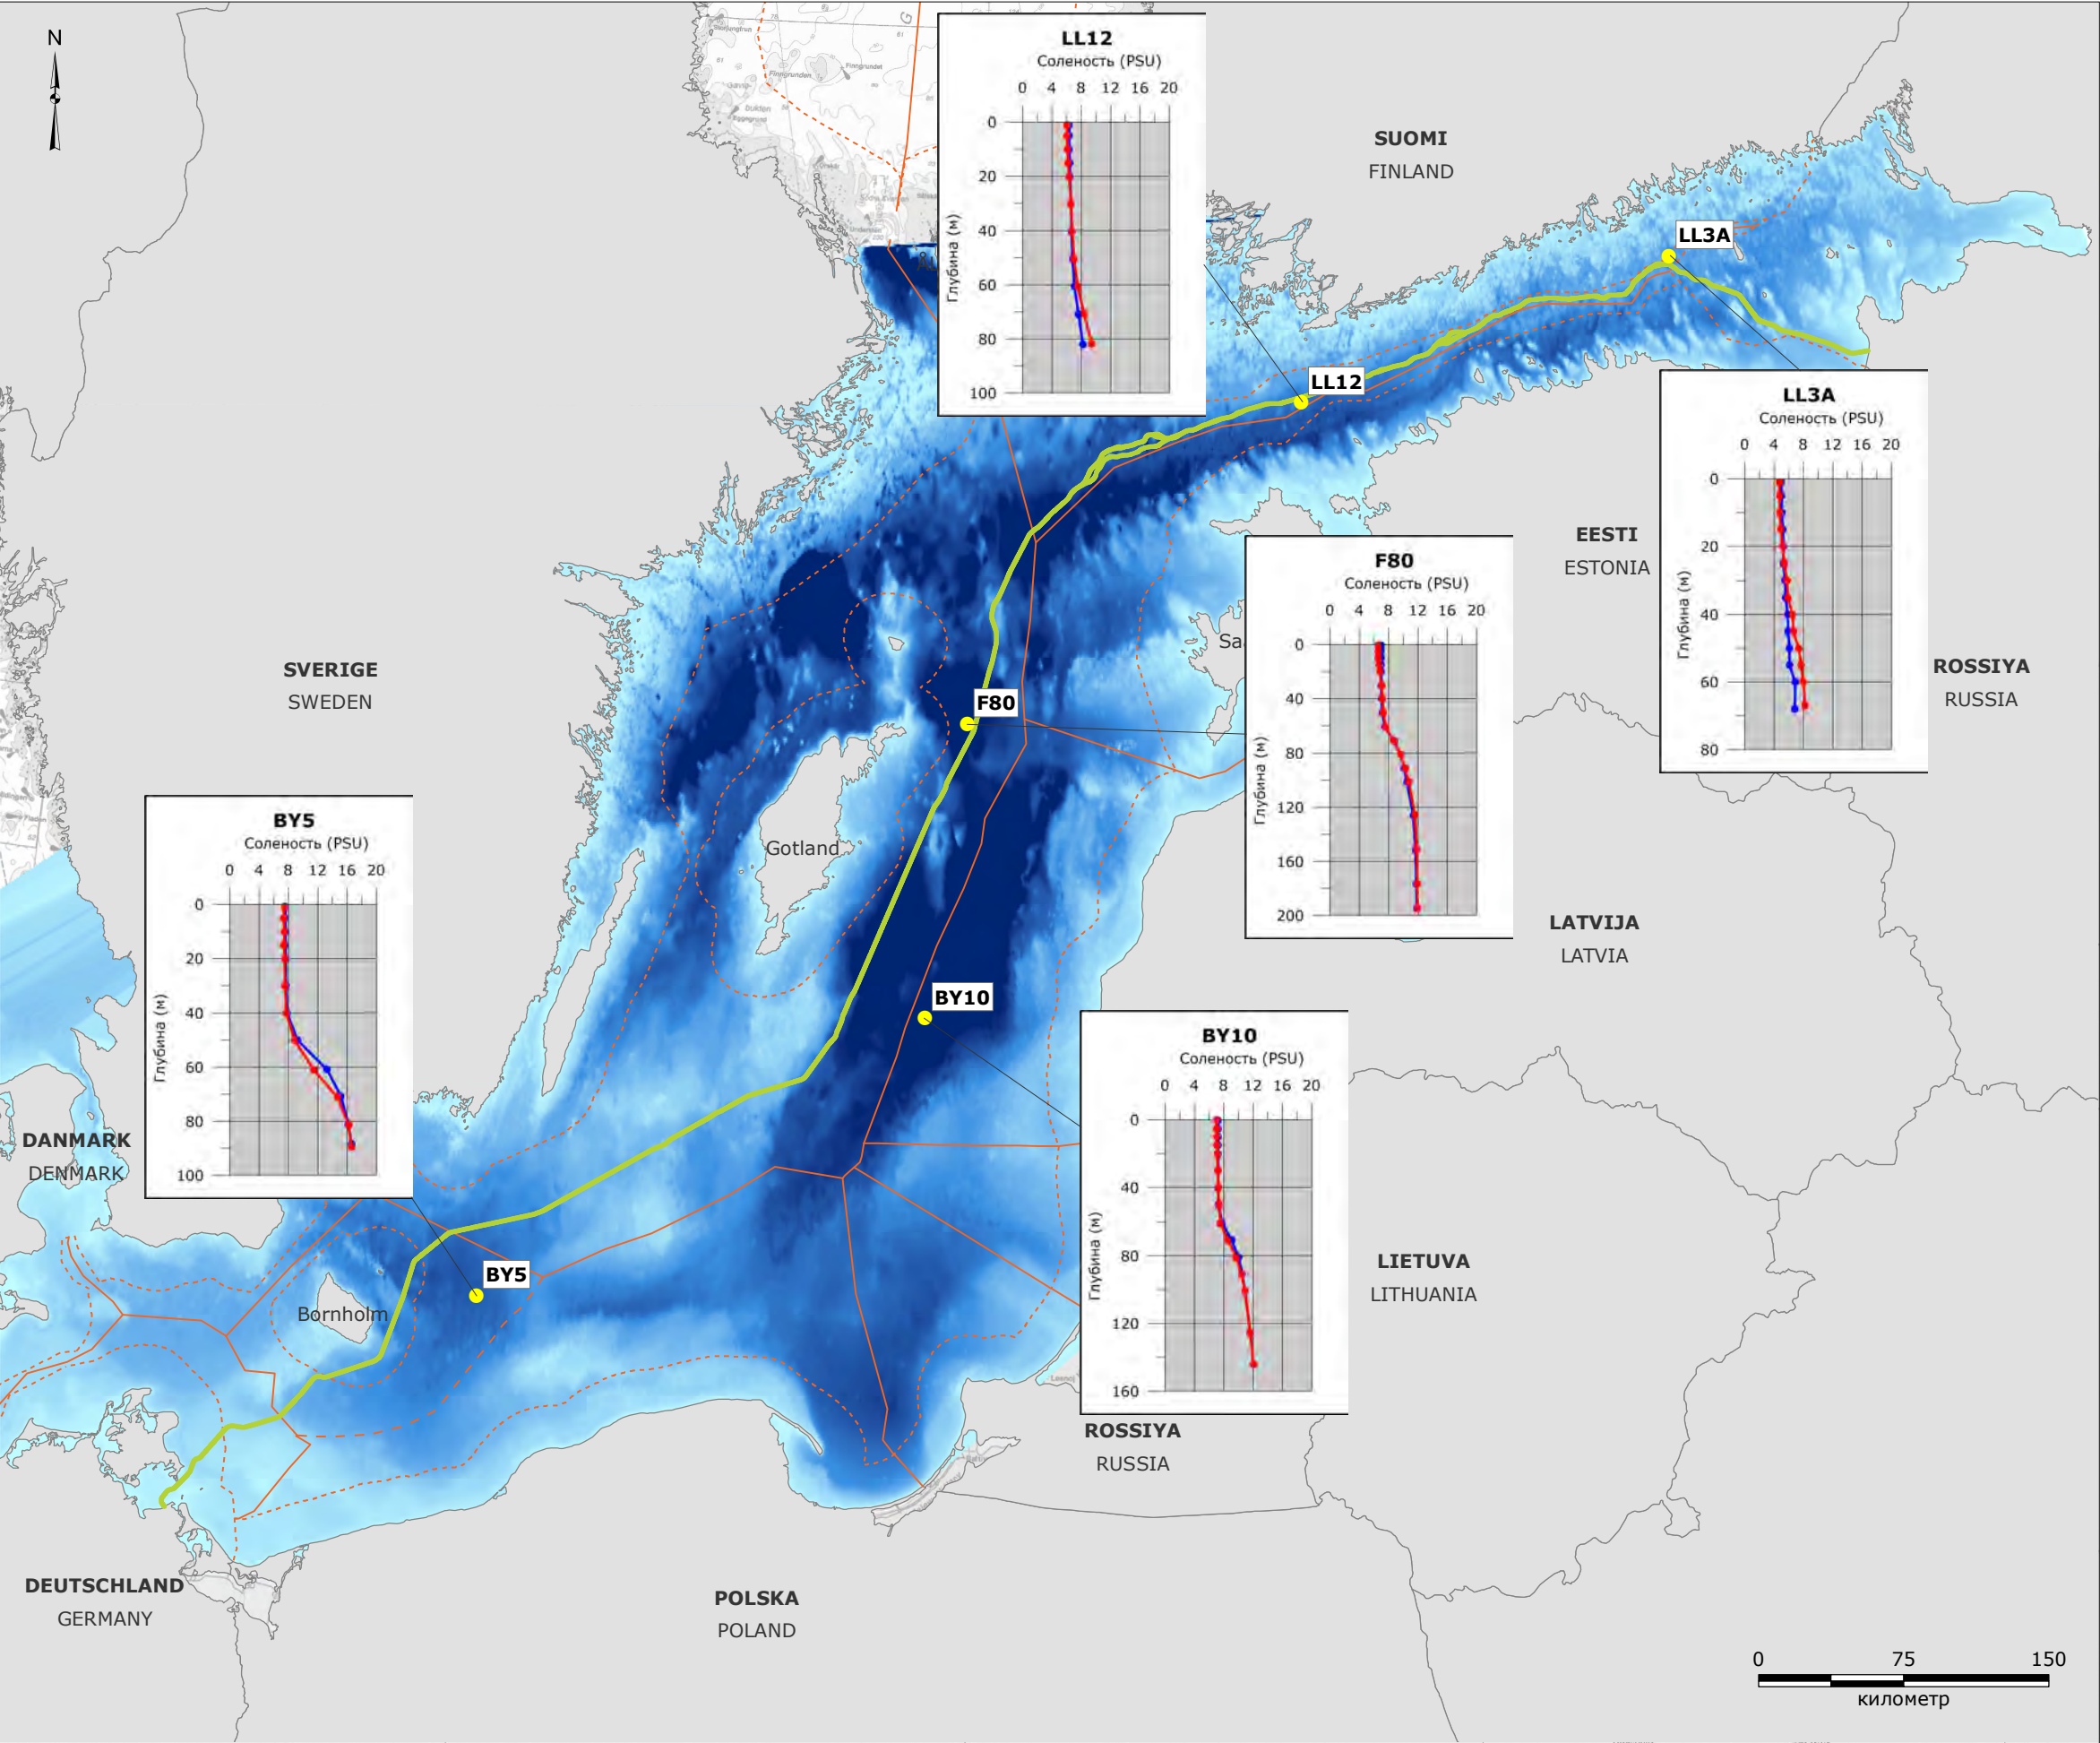 N
LL12
Соленость (PSU)
0 4 8 12 16 20
Глубина (м)
0
20
40
60
80
100
SUOMI
FINLAND
LL3A
LL12
LL3A
Соленость (PSU)
0 4 8 12 16 20
Глубина (м)
0
20
40
60
80
EESTI
ESTONIA
ROSSIYA
RUSSIA
F80
Соленость (PSU)
0 4 8 12 16 20
Глубина (м)
0
40
80
120
160
200
Sa
SVERIGE
SWEDEN
F80
Gotland
BY5
Соленость (PSU)
0 4 8 12 16 20
Глубина (м)
0
20
40
60
80
100
LATVIJA
LATVIA
BY10
BY10
Соленость (PSU)
0 4 8 12 16 20
Глубина (м)
0
40
80
120
160
DANMARK
DENMARK
BY5
Bornholm
LIETUVA
LITHUANIA
ROSSIYA
RUSSIA
DEUTSCHLAND
GERMANY
POLSKA
POLAND
0 75 150
километр